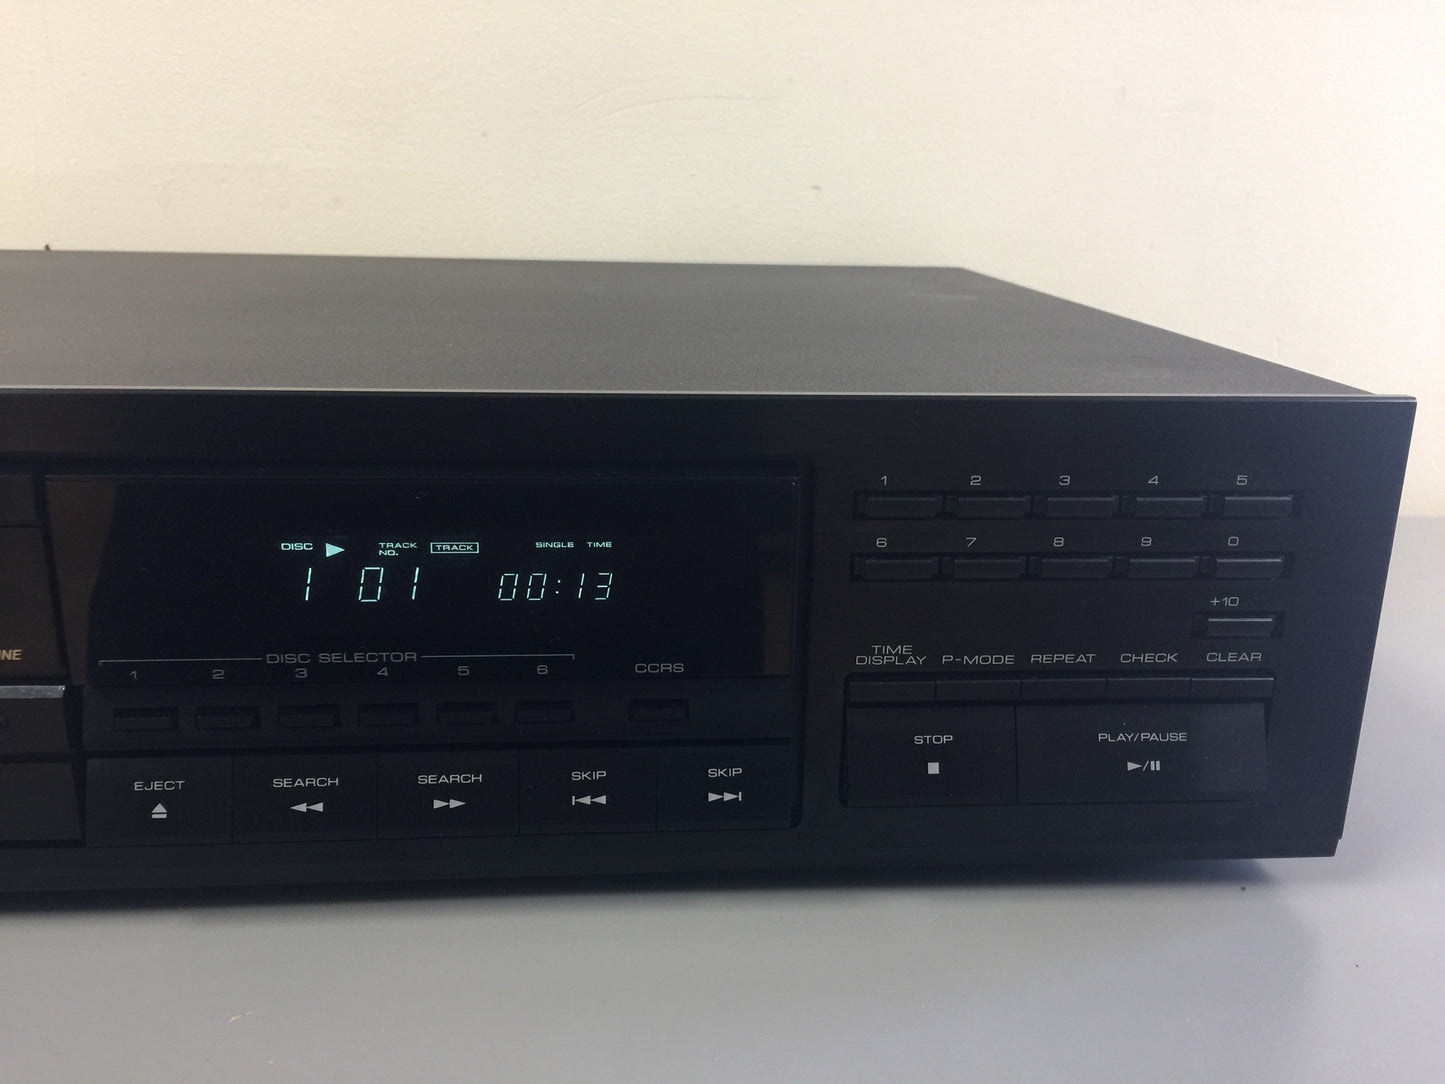 DISC TRACK NO. TRACK SINGLE TIME
1 01 00:13
DISC SELECTOR
1 2 3 4 5 6 CCRS
EJECT SEARCH SEARCH SKIP SKIP
1 2 3 4 5
6 7 8 9 0
+10
TIME DISPLAY P-MODE REPEAT CHECK CLEAR
STOP PLAY/PAUSE